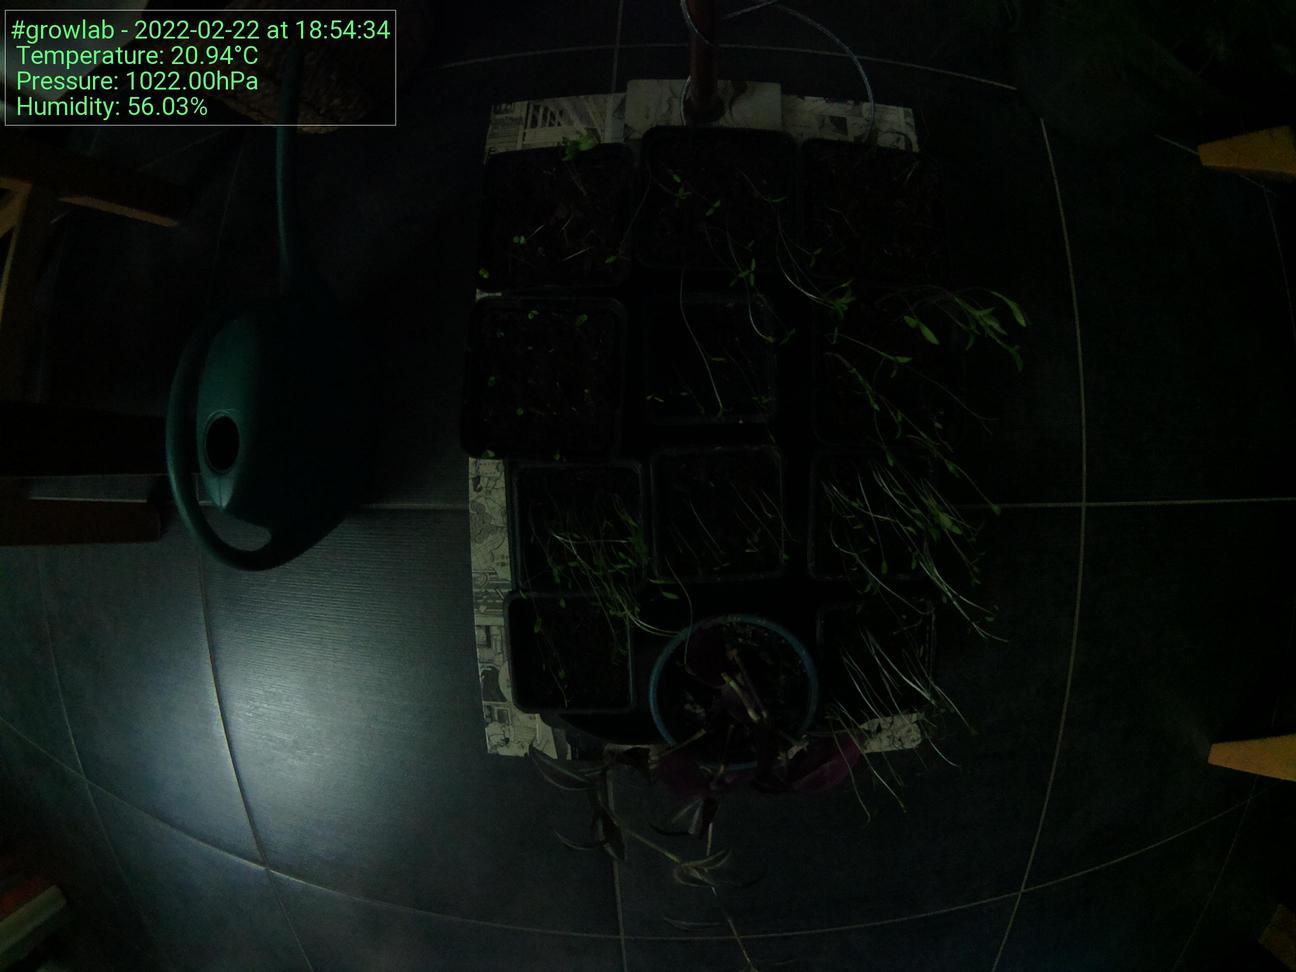 #growlab - 2022-02-22 at 18:54:34
Temperature: 20.94°C
Pressure: 1022.00hPa
Humidity: 56.03%